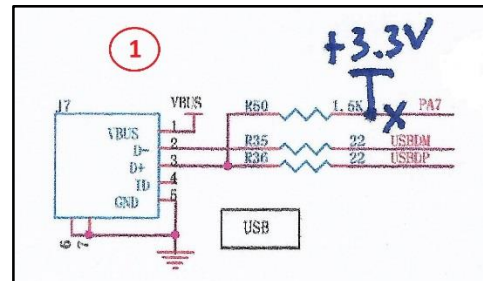 1
+3.3V
VBUS
R50 1.5K PA7
J7
VBUS 1
D- 2 R35 22 USBDM
D+ 3 R36 22 USBDP
ID 4
GND 5
6 7
USB
X